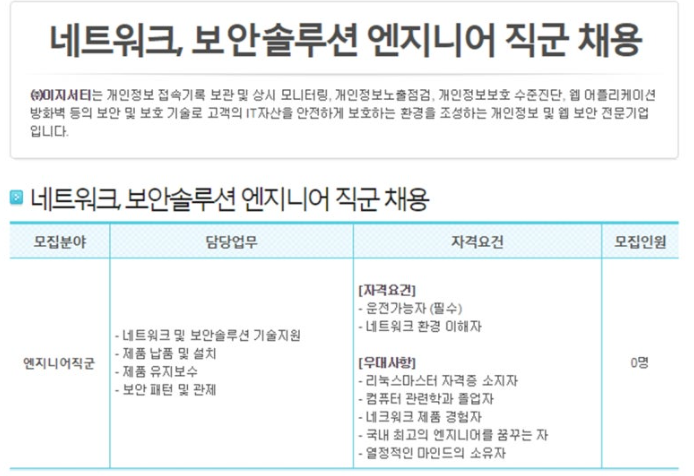 네트워크, 보안솔루션 엔지니어 직군 채용
㈜이지서티는 개인정보 접속기록 보관 및 상시 모니터링, 개인정보노출점검, 개인정보보호 수준진단, 웹 어플리케이션
방화벽 등의 보안 및 보호 기술로 고객의 IT자산을 안전하게 보호하는 환경을 조성하는 개인정보 및 웹 보안 전문기업
입니다.
네트워크, 보안솔루션 엔지니어 직군 채용
모집분야 담당업무 자격요건 모집인원
엔지니어직군
- 네트워크 및 보안솔루션 기술지원
- 제품 납품 및 설치
- 제품 유지보수
- 보안 패턴 및 관제
[자격요건]
- 운전가능자 (필수)
- 네트워크 환경 이해자
[우대사항]
- 리눅스마스터 자격증 소지자
- 컴퓨터 관련학과 졸업자
- 네크워크 제품 경험자
- 국내 최고의 엔지니어를 꿈꾸는 자
- 열정적인 마인드의 소유자
0명